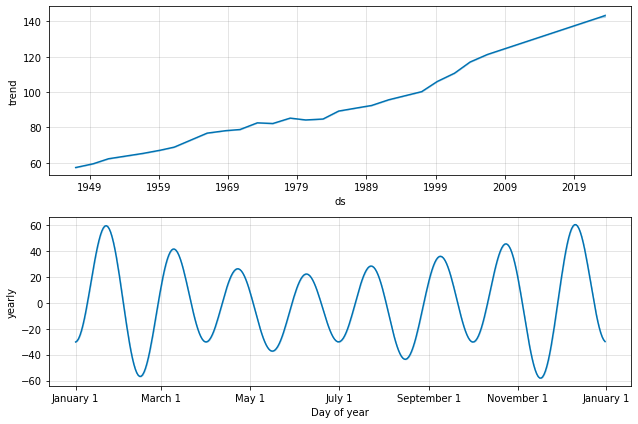 trend
140
120
100
80
60
1949 1959 1969 1979 1989 1999 2009 2019
ds
yearly
60
40
20
0
−20
−40
−60
January 1 March 1 May 1 July 1 September 1 November 1 January 1
Day of year